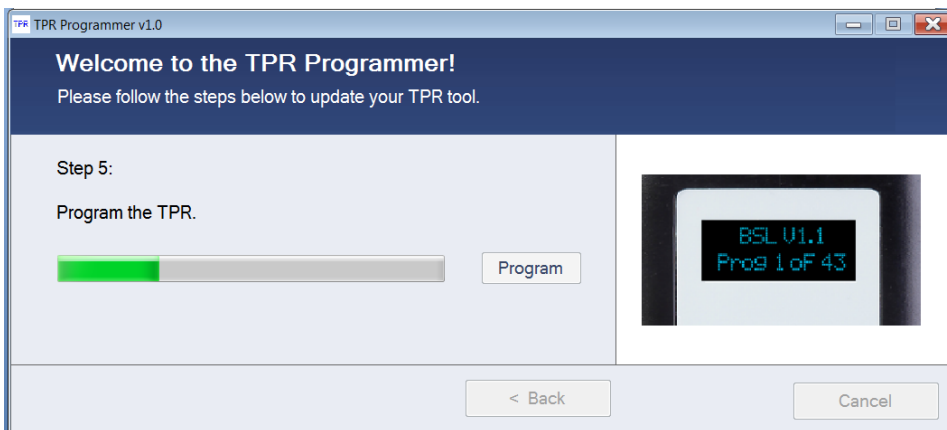 TPR TPR Programmer v1.0
Welcome to the TPR Programmer!
Please follow the steps below to update your TPR tool.
Step 5:
Program the TPR.
Program
BSL V1.1
Prog 1 oF 43
< Back
Cancel